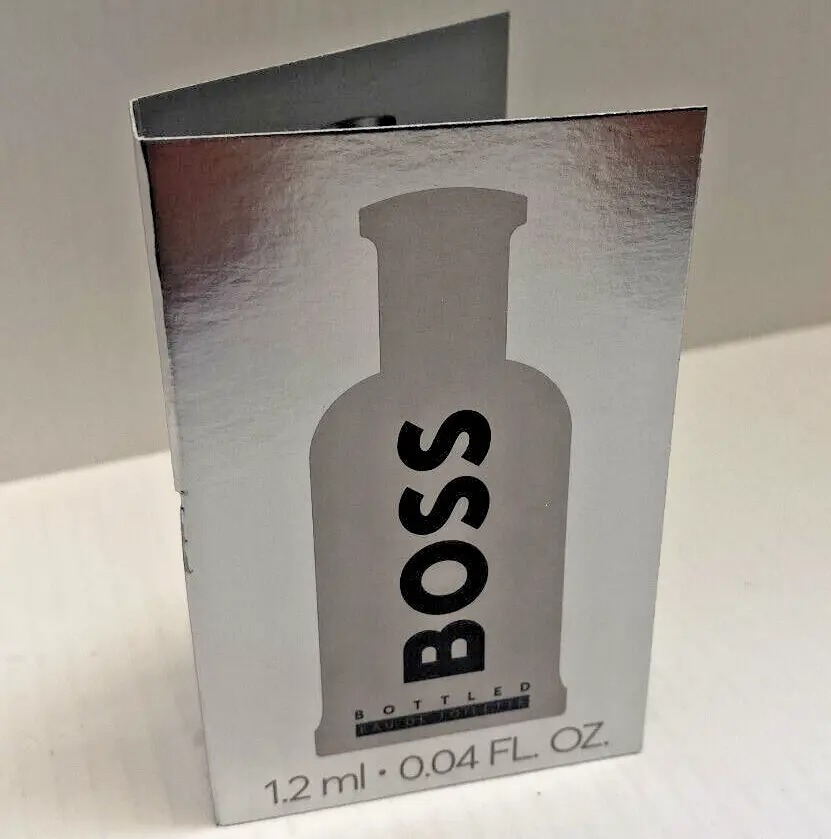 BOSS
BOTTLED
EAU DE TOILETTE
1.2 ml • 0.04 FL. OZ.